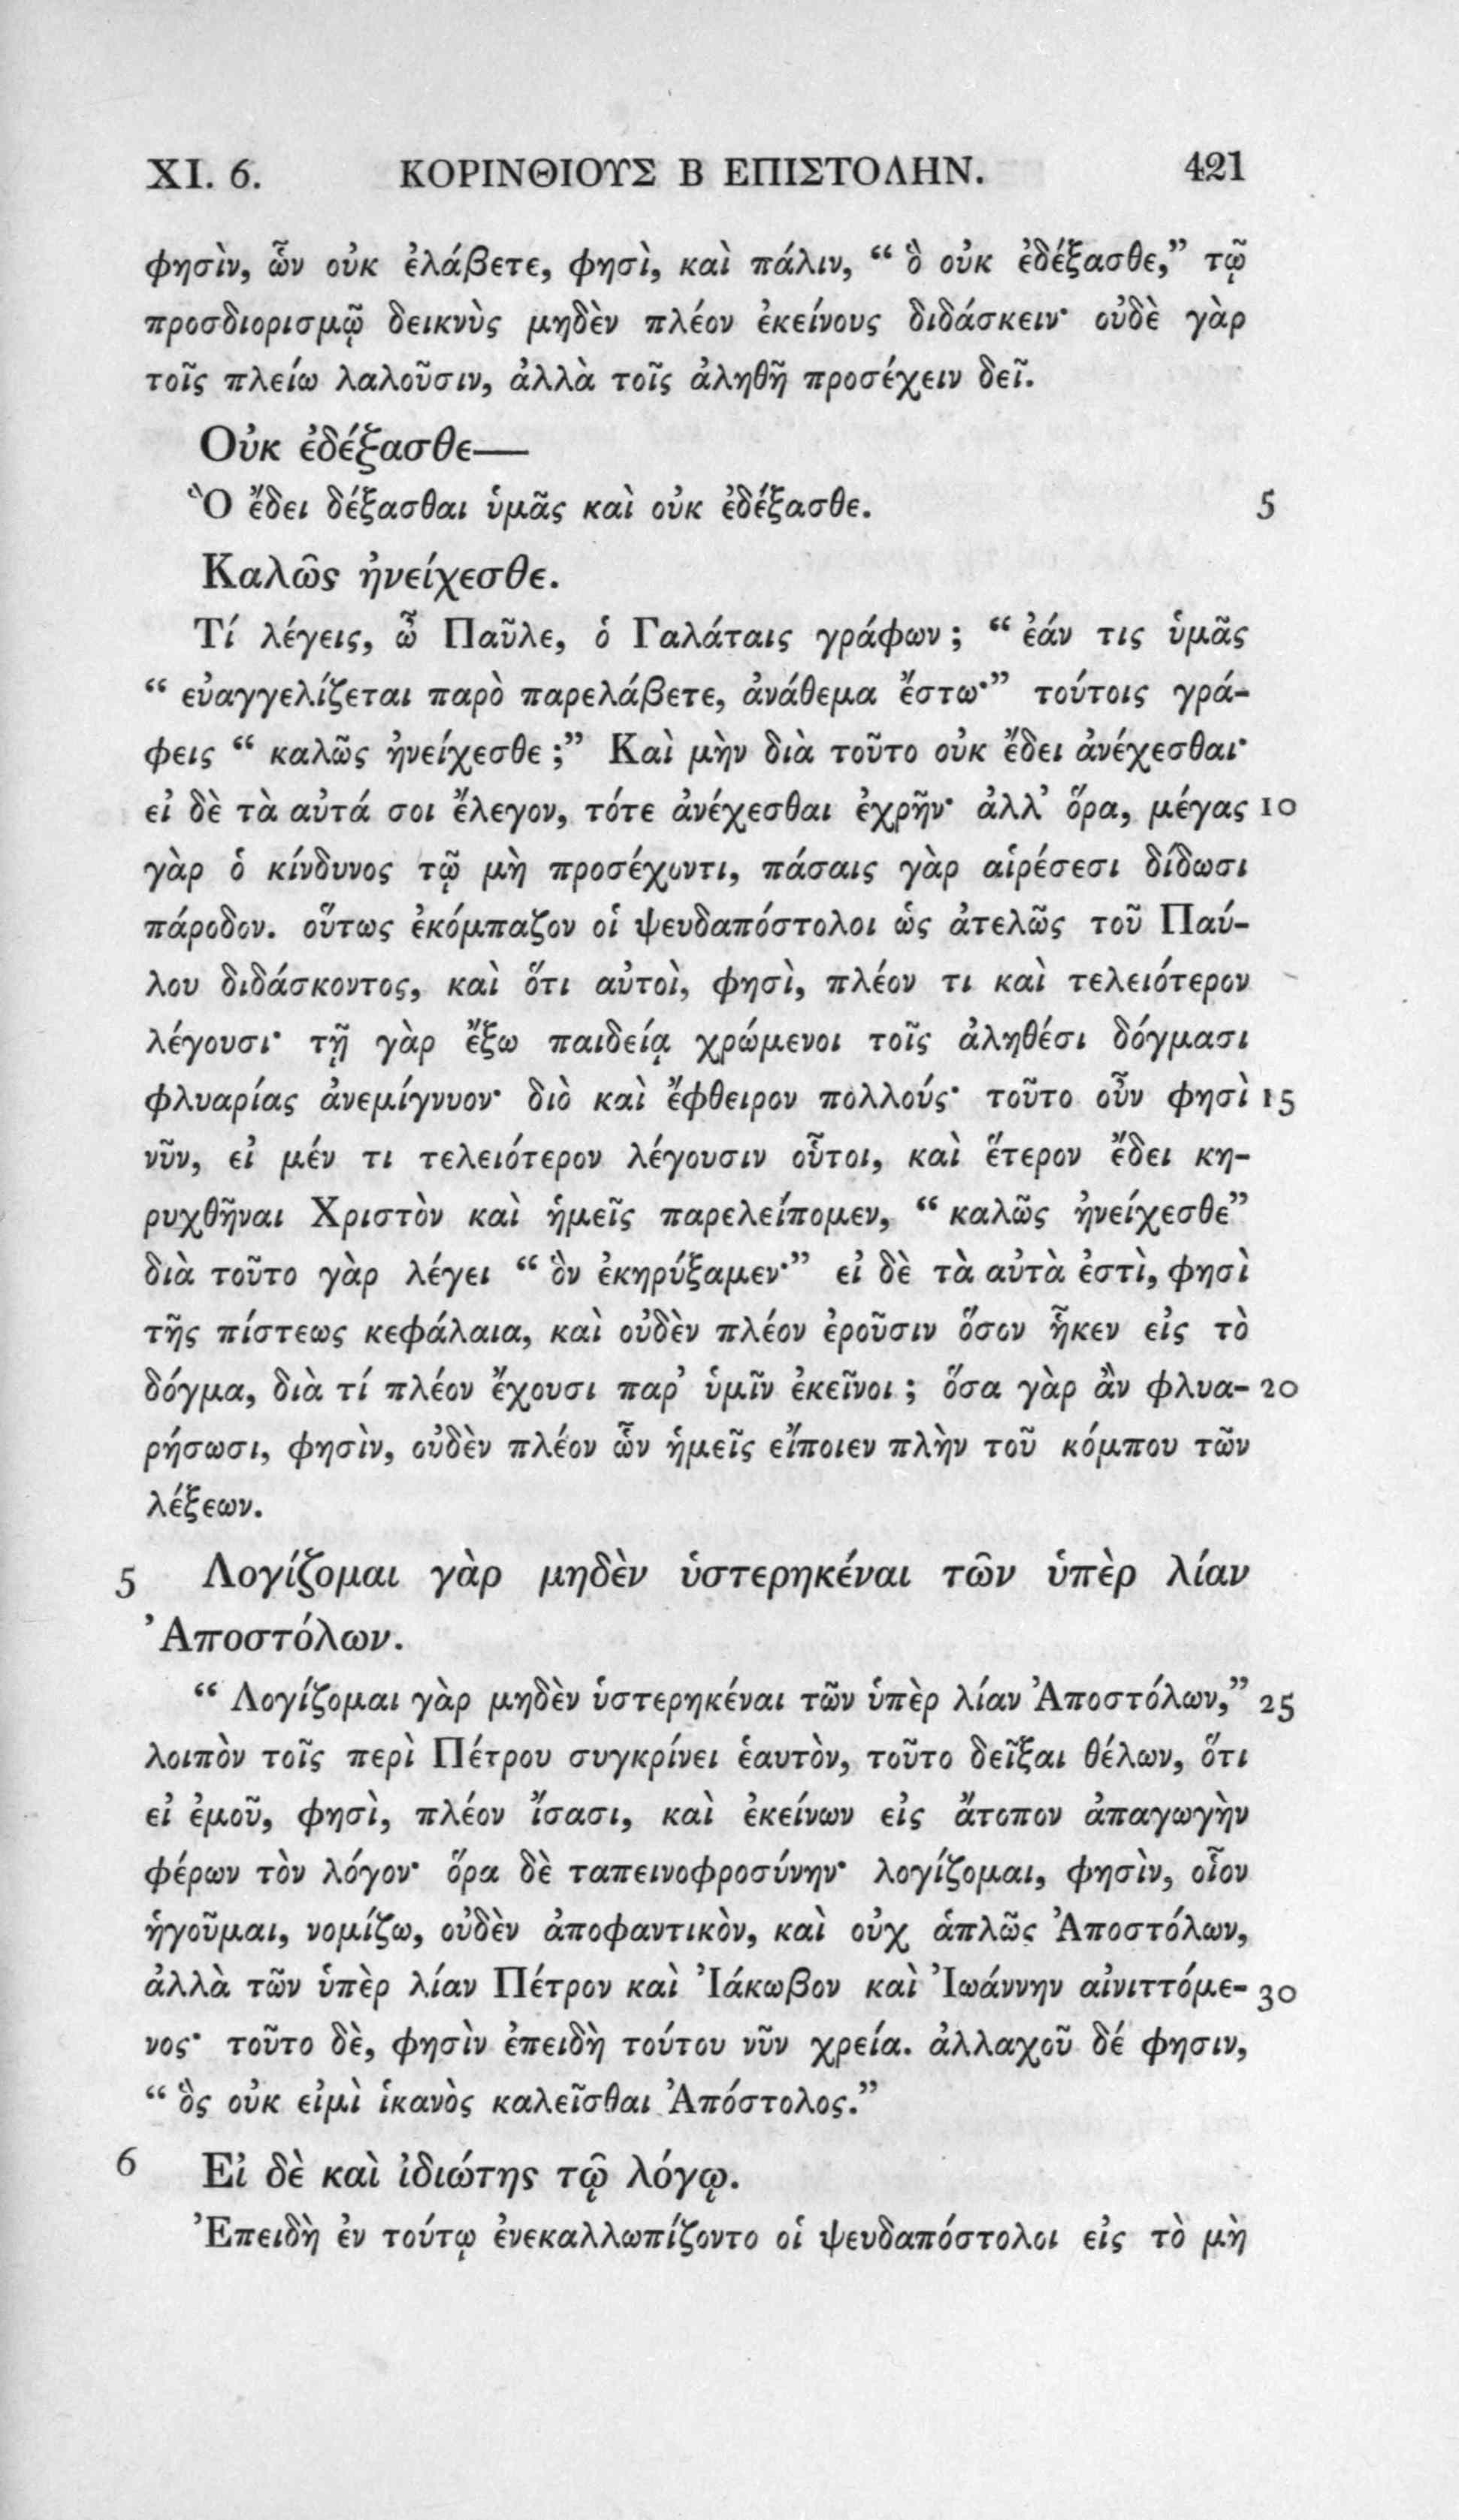 XI. 6. ΚΟΡΙΝΘΙΟΥΣ Β ΕΠΙΣΤΟΛΗΝ. 421
φησὶν, ὧν οὐκ ἐλάβετε, φησὶ, καὶ πάλιν, “ ὃ οὐκ ἐδέξασθε,” τῷ
προσδιορισμῷ δεικνὺς μηδὲν πλέον ἐκείνους διδάσκειν· οὐδὲ γὰρ
τοῖς πλείω λαλοῦσιν, ἀλλὰ τοῖς ἀληθῆ προσέχειν δεῖ.
Οὐκ ἐδέξασθε—
Ὃ ἔδει δέξασθαι ὑμᾶς καὶ οὐκ ἐδέξασθε. 5
Καλῶς ἠνείχεσθε.
Τί λέγεις, ὦ Παῦλε, ὁ Γαλάταις γράφων ; “ ἐάν τις ὑμᾶς
“ εὐαγγελίζεται παρὸ παρελάβετε, ἀνάθεμα ἔστω·” τούτοις γρά-
φεις “ καλῶς ἠνείχεσθε ;” Καὶ μὴν διὰ τοῦτο οὐκ ἔδει ἀνέχεσθαι·
εἰ δὲ τὰ αὐτά σοι ἔλεγον, τότε ἀνέχεσθαι ἐχρῆν· ἀλλ’ ὅρα, μέγας 10
γὰρ ὁ κίνδυνος τῷ μὴ προσέχοντι, πάσαις γὰρ αἱρέσεσι δίδωσι
πάροδον. οὕτως ἐκόμπαζον οἱ ψευδαπόστολοι ὡς ἀτελῶς τοῦ Παύ-
λου διδάσκοντος, καὶ ὅτι αὐτοὶ, φησὶ, πλέον τι καὶ τελειότερον
λέγουσι· τῇ γὰρ ἔξω παιδείᾳ χρώμενοι τοῖς ἀληθέσι δόγμασι
φλυαρίας ἀνεμίγνυον· διὸ καὶ ἔφθειρον πολλούς· τοῦτο οὖν φησὶ 15
νῦν, εἰ μέν τι τελειότερον λέγουσιν οὗτοι, καὶ ἕτερον ἔδει κη-
ρυχθῆναι Χριστὸν καὶ ἡμεῖς παρελείπομεν, “ καλῶς ἠνείχεσθε”
διὰ τοῦτο γὰρ λέγει “ ὃν ἐκηρύξαμεν·” εἰ δὲ τὰ αὐτὰ ἐστὶ, φησὶ
τῆς πίστεως κεφάλαια, καὶ οὐδὲν πλέον ἐροῦσιν ὅσον ἧκεν εἰς τὸ
δόγμα, διὰ τί πλέον ἔχουσι παρ’ ὑμῖν ἐκεῖνοι ; ὅσα γὰρ ἂν φλυα- 20
ρήσωσι, φησὶν, οὐδὲν πλέον ὧν ἡμεῖς εἴποιεν πλὴν τοῦ κόμπου τῶν
λέξεων.
5 Λογίζομαι γὰρ μηδὲν ὑστερηκέναι τῶν ὑπὲρ λίαν
Ἀποστόλων.
“ Λογίζομαι γὰρ μηδὲν ὑστερηκέναι τῶν ὑπὲρ λίαν Ἀποστόλων,” 25
λοιπὸν τοῖς περὶ Πέτρου συγκρίνει ἑαυτὸν, τοῦτο δεῖξαι θέλων, ὅτι
εἰ ἐμοῦ, φησὶ, πλέον ἴσασι, καὶ ἐκείνων εἰς ἄτοπον ἀπαγωγὴν
φέρων τὸν λόγον· ὅρα δὲ ταπεινοφροσύνην· λογίζομαι, φησὶν, οἷον
ἡγοῦμαι, νομίζω, οὐδὲν ἀποφαντικὸν, καὶ οὐχ ἁπλῶς Ἀποστόλων,
ἀλλὰ τῶν ὑπὲρ λίαν Πέτρον καὶ Ἰάκωβον καὶ Ἰωάννην αἰνιττόμε- 30
νος· τοῦτο δὲ, φησὶν ἐπειδὴ τούτου νῦν χρεία. ἀλλαχοῦ δέ φησιν,
“ ὃς οὐκ εἰμὶ ἱκανὸς καλεῖσθαι Ἀπόστολος.”
6 Εἰ δὲ καὶ ἰδιώτης τῷ λόγῳ.
Ἐπειδὴ ἐν τούτῳ ἐνεκαλλωπίζοντο οἱ ψευδαπόστολοι εἰς τὸ μὴ